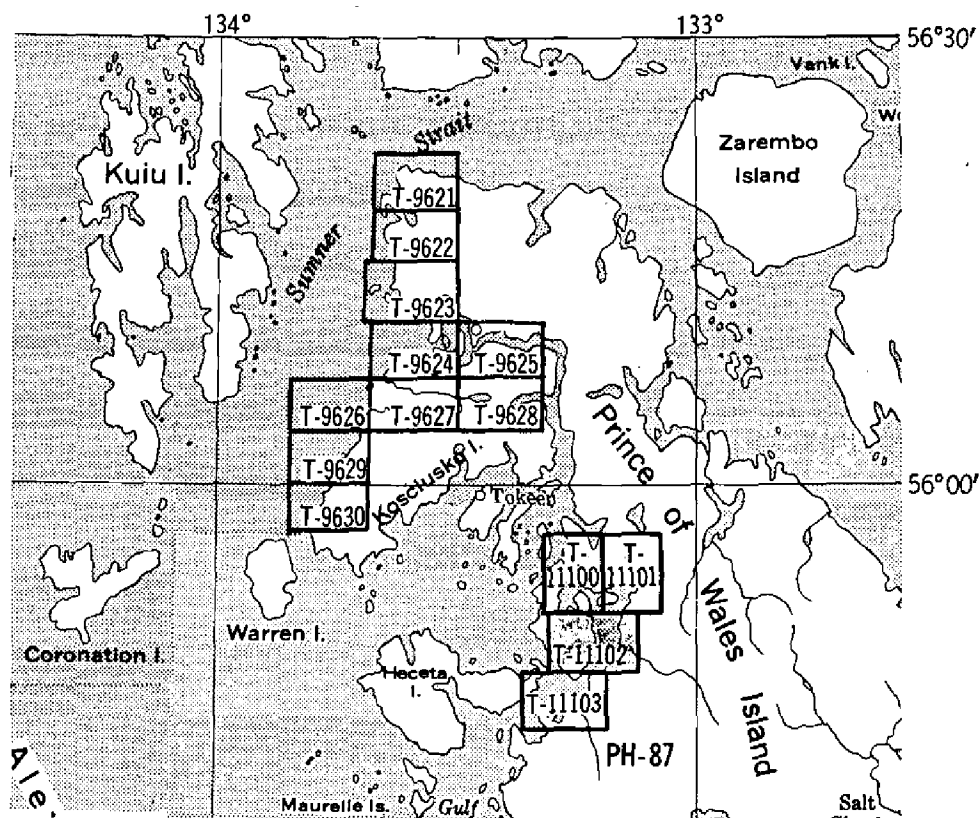 134°
133°
56°30'
Vank I.
Strait
Zarembo
Island
Kuiu I.
T-9621
T-9622
Sumner
T-9623
T-9624
T-9625
T-9626
T-9627
T-9628
Prince
of
Wales
Island
T-9629
Kosciusko I.
Tokeen
56°00'
T-9630
T-
11100
T-
11101
Warren I.
Coronation I.
T-11102
Heceta
I.
T-11103
PH-87
Ale
Maurelle Is.
Gulf
Salt